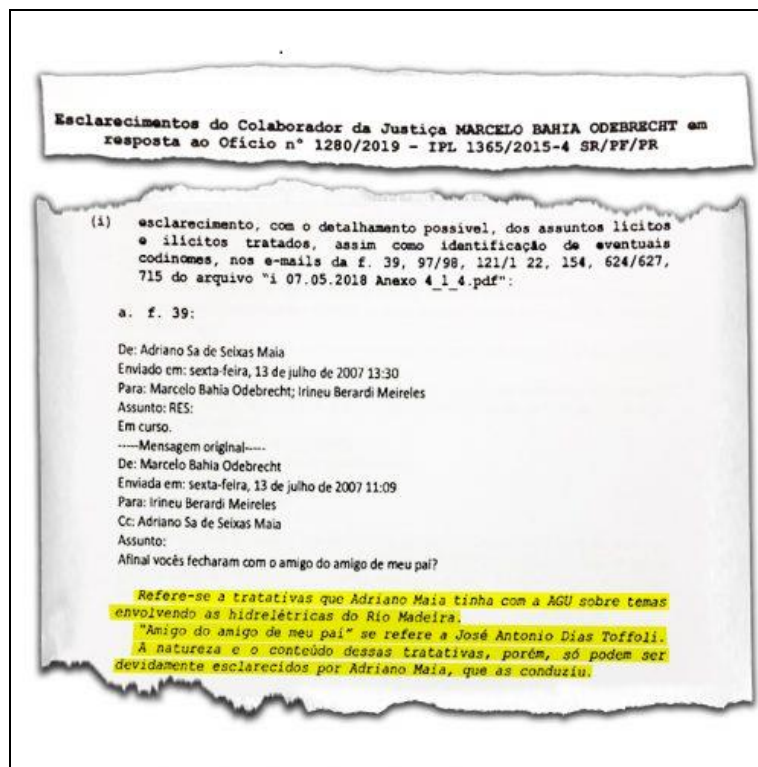 Esclarecimentos do Colaborador da Justiça MARCELO BAHIA ODEBRECHT em
resposta ao Ofício n° 1280/2019 - IPL 1365/2015-4 SR/PF/PR
(i) esclarecimento, com o detalhamento possível, dos assuntos lícitos
e ilícitos tratados, assim como identificação de eventuais
codinomes, nos e-mails da f. 39, 97/98, 121/1 22, 154, 624/627,
715 do arquivo "i 07.05.2018 Anexo 4_1_4.pdf":
a. f. 39:
De: Adriano Sa de Seixas Maia
Enviado em: sexta-feira, 13 de julho de 2007 13:30
Para: Marcelo Bahia Odebrecht; Irineu Berardi Meireles
Assunto: RES:
Em curso.
-----Mensagem original-----
De: Marcelo Bahia Odebrecht
Enviada em: sexta-feira, 13 de julho de 2007 11:09
Para: Irineu Berardi Meireles
Cc: Adriano Sa de Seixas Maia
Assunto:
Afinal vocês fecharam com o amigo do amigo de meu pai?
Refere-se a tratativas que Adriano Maia tinha com a AGU sobre temas
envolvendo as hidrelétricas do Rio Madeira.
"Amigo do amigo de meu pai" se refere a José Antonio Dias Toffoli.
A natureza e o conteúdo dessas tratativas, porém, só podem ser
devidamente esclarecidos por Adriano Maia, que as conduziu.